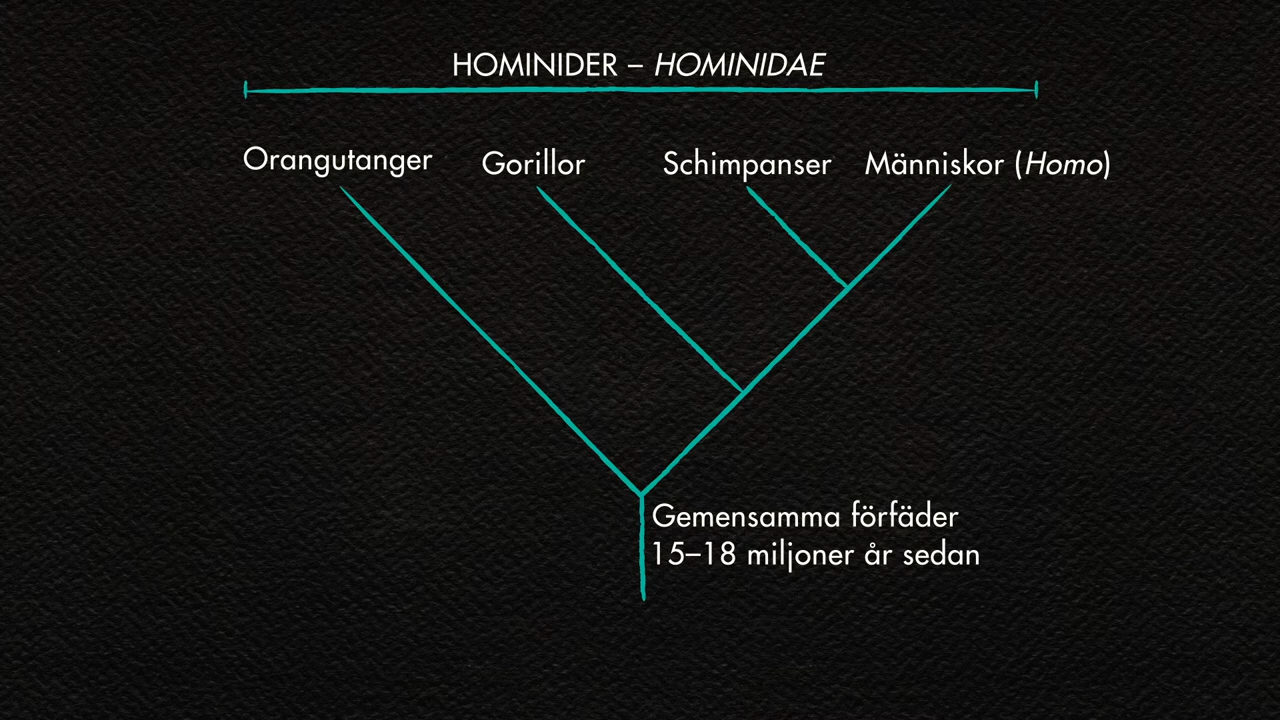 HOMINIDER – HOMINIDAE
Orangutanger Gorillor Schimpanser Människor (Homo)
Gemensamma förfäder
15–18 miljoner år sedan